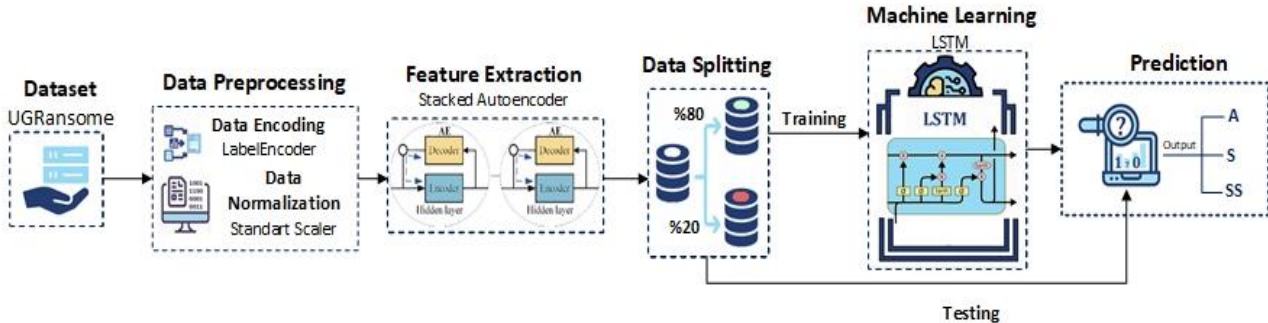 Dataset
UGRansome
Data Preprocessing
Data Encoding
LabelEncoder
Data
Normalization
Standart Scaler
Feature Extraction
Stacked Autoencoder
AE
Decoder
Encoder
Hidden layer
AE
Decoder
Encoder
Hidden layer
Data Splitting
%80
%20
Training
Testing
Machine Learning
LSTM
LSTM
Prediction
?
Output
A
S
SS